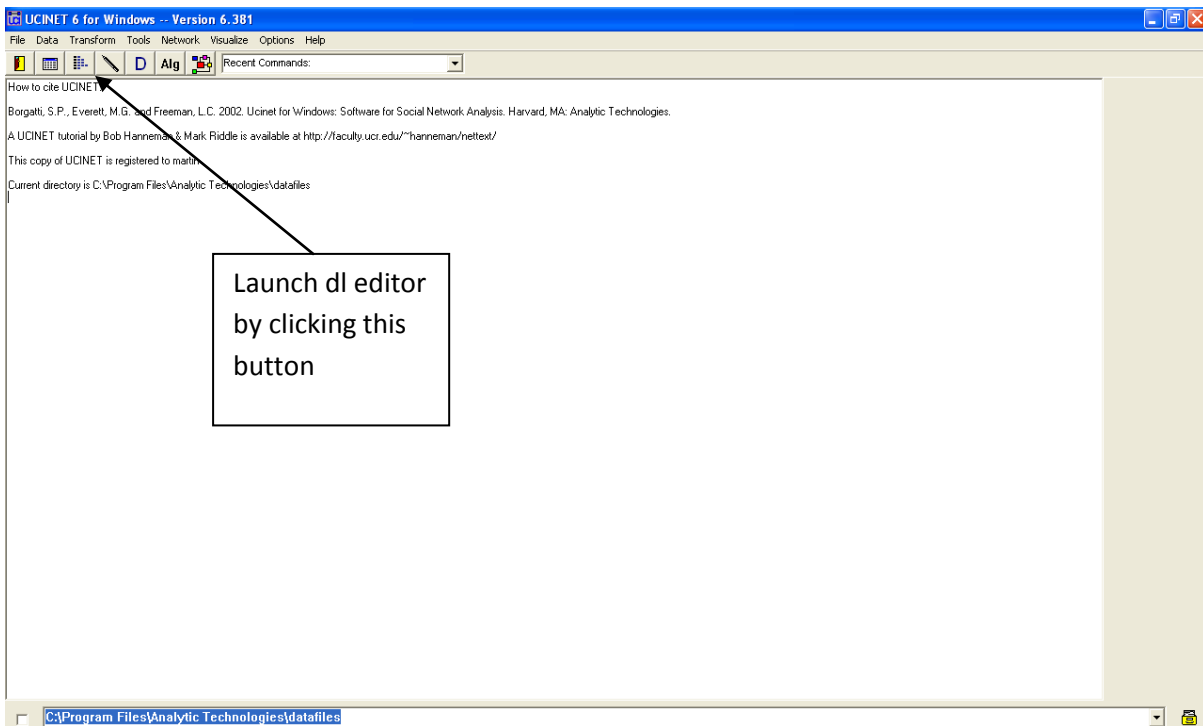 UCINET 6 for Windows -- Version 6.381
File Data Transform Tools Network Visualize Options Help
D Alg Recent Commands:
How to cite UCINET:
Borgatti, S.P., Everett, M.G. and Freeman, L.C. 2002. Ucinet for Windows: Software for Social Network Analysis. Harvard, MA: Analytic Technologies.
A UCINET tutorial by Bob Hanneman & Mark Riddle is available at http://faculty.ucr.edu/~hanneman/nettext/
This copy of UCINET is registered to martin
Current directory is C:\Program Files\Analytic Technologies\datafiles
Launch dl editor
by clicking this
button
C:\Program Files\Analytic Technologies\datafiles